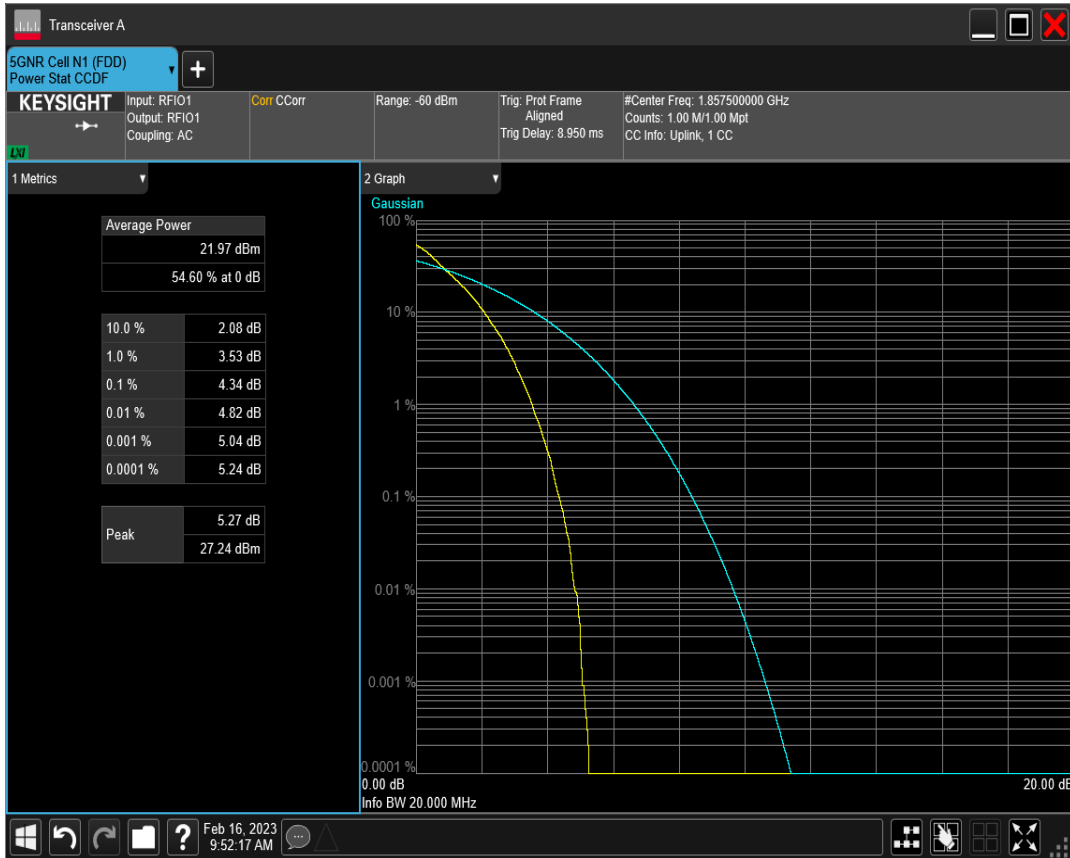 Transceiver A
5GNR Cell N1 (FDD)
Power Stat CCDF
+
KEYSIGHT
LXI
Input: RFIO1
Output: RFIO1
Coupling: AC
Corr CCorr
Range: -60 dBm
Trig: Prot Frame
Aligned
Trig Delay: 8.950 ms
#Center Freq: 1.857500000 GHz
Counts: 1.00 M/1.00 Mpt
CC Info: Uplink, 1 CC
1 Metrics
Average Power
21.97 dBm
54.60 % at 0 dB
10.0 % 2.08 dB
1.0 % 3.53 dB
0.1 % 4.34 dB
0.01 % 4.82 dB
0.001 % 5.04 dB
0.0001 % 5.24 dB
Peak
5.27 dB
27.24 dBm
2 Graph
Gaussian
100 %
10 %
1 %
0.1 %
0.01 %
0.001 %
0.0001 %
0.00 dB 20.00 dB
Info BW 20.000 MHz
?
Feb 16, 2023
9:52:17 AM